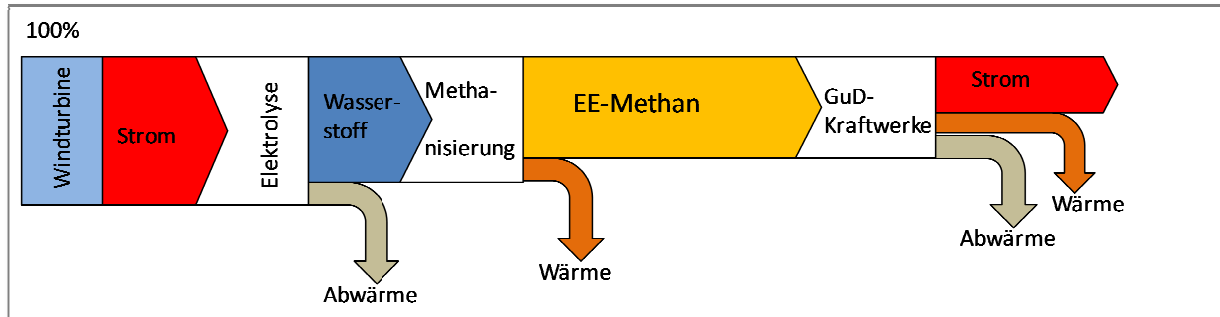 100%
Windturbine
Strom
Elektrolyse
Wasser-
stoff
Metha-
nisierung
EE-Methan
GuD-
Kraftwerke
Strom
Wärme
Abwärme
Wärme
Abwärme